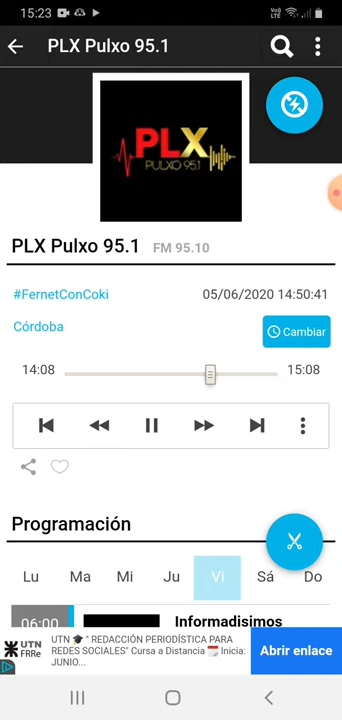 15:23
Vo)) LTE
PLX Pulxo 95.1
PLX
PULXO 95.1
PLX Pulxo 95.1 FM 95.10
#FernetConCoki 05/06/2020 14:50:41
Córdoba
Cambiar
14:08 15:08
Programación
Lu Ma Mi Ju Vi Sá Do
06:00 Informadisimos
UTN FRRe
UTN 🎓" REDACCIÓN PERIODÍSTICA PARA
REDES SOCIALES" Cursa a Distancia 🗓 Inicia:
JUNIO...
Abrir enlace